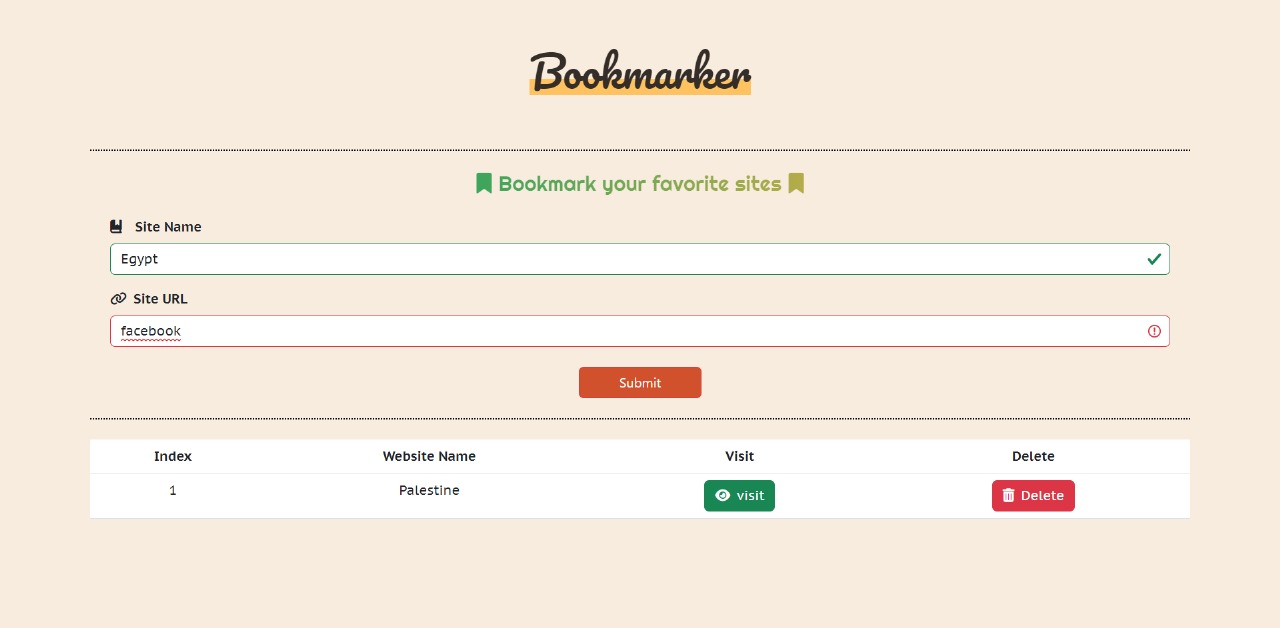 Bookmarker
Bookmark your favorite sites
Site Name
Egypt
Site URL
facebook
Submit
Index Website Name Visit Delete
1 Palestine visit Delete